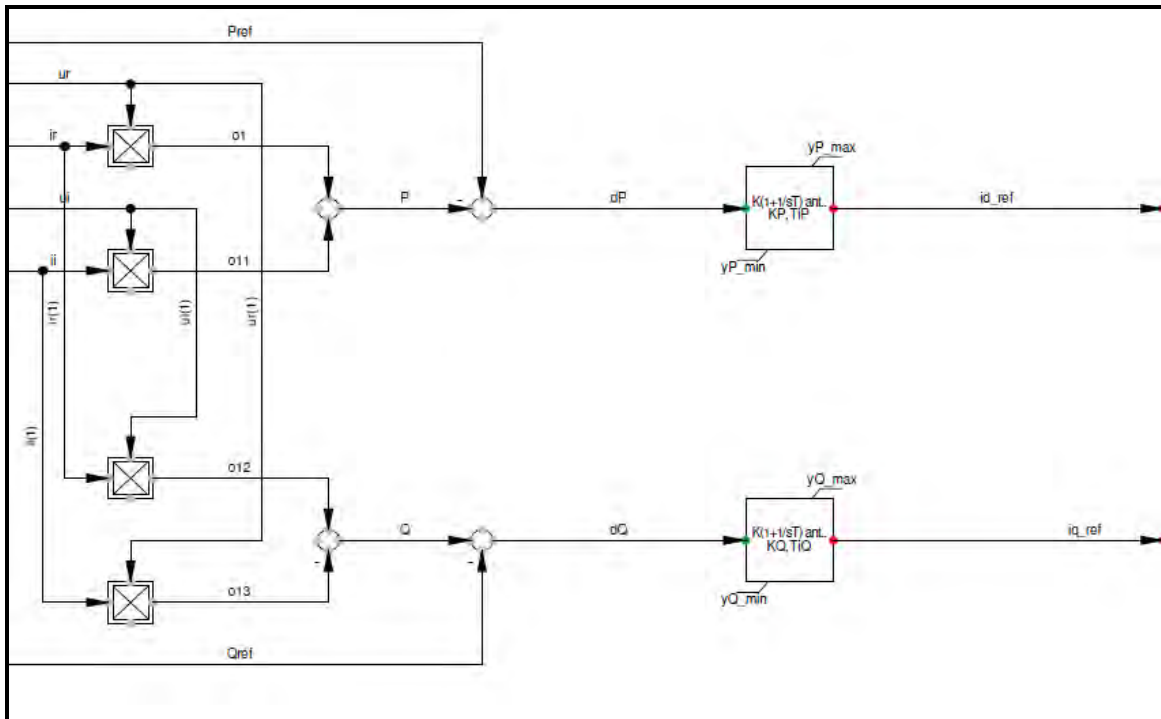 Pref
ur
ir
o1
ui
P
-
dP
yP_max
K(1+1/sT) ant..
KP,TiP
yP_min
id_ref
ii
o11
ir(1)
ui(1)
ur(1)
ii(1)
o12
Q
-
-
dQ
yQ_max
K(1+1/sT) ant..
KQ,TiQ
yQ_min
iq_ref
o13
Qref